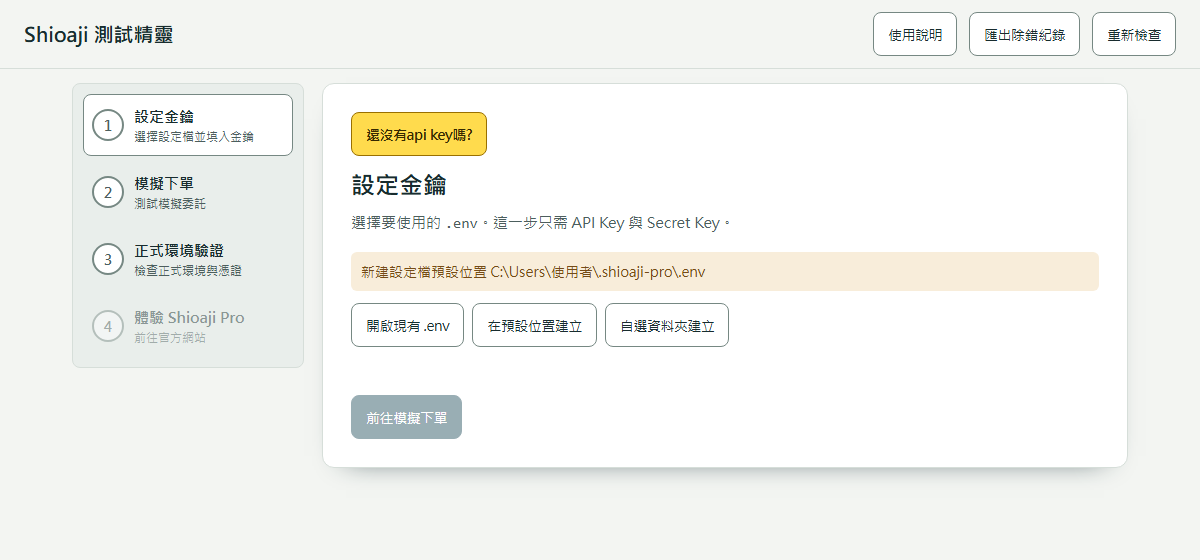 Shioaji 測試精靈
使用說明
匯出除錯紀錄
重新檢查
1
設定金鑰
選擇設定檔並填入金鑰
2
模擬下單
測試模擬委託
3
正式環境驗證
檢查正式環境與憑證
4
體驗 Shioaji Pro
前往官方網站
還沒有api key嗎?
設定金鑰
選擇要使用的 .env。這一步只需 API Key 與 Secret Key。
新建設定檔預設位置 C:\Users\使用者\.shioaji-pro\.env
開啟現有 .env
在預設位置建立
自選資料夾建立
前往模擬下單